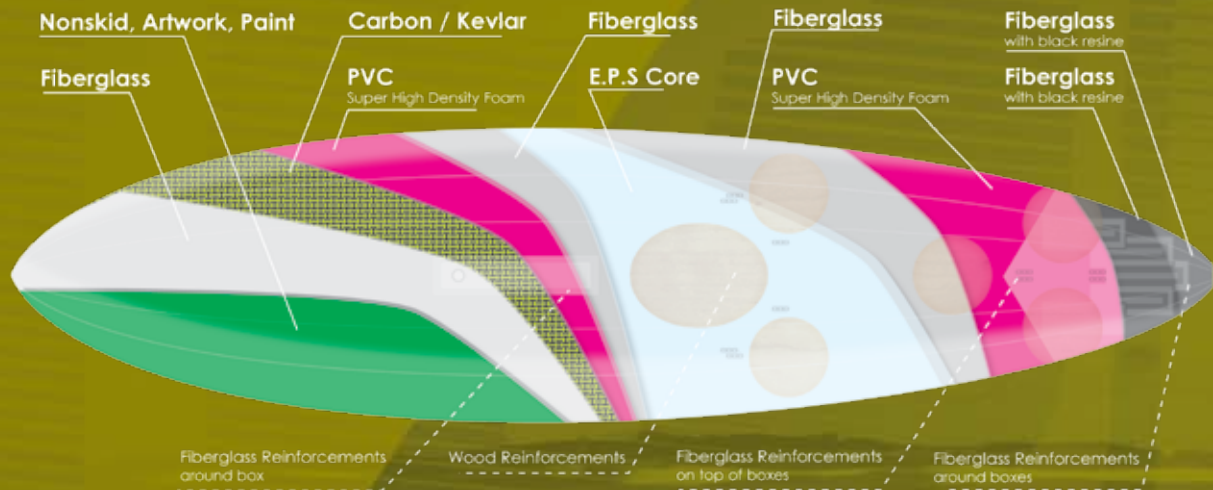 Nonskid, Artwork, Paint
Carbon / Kevlar
Fiberglass
Fiberglass
Fiberglass
with black resine
Fiberglass
PVC
Super High Density Foam
E.P.S Core
PVC
Super High Density Foam
Fiberglass
with black resine
Fiberglass Reinforcements
around box
Wood Reinforcements
Fiberglass Reinforcements
on top of boxes
Fiberglass Reinforcements
around boxes